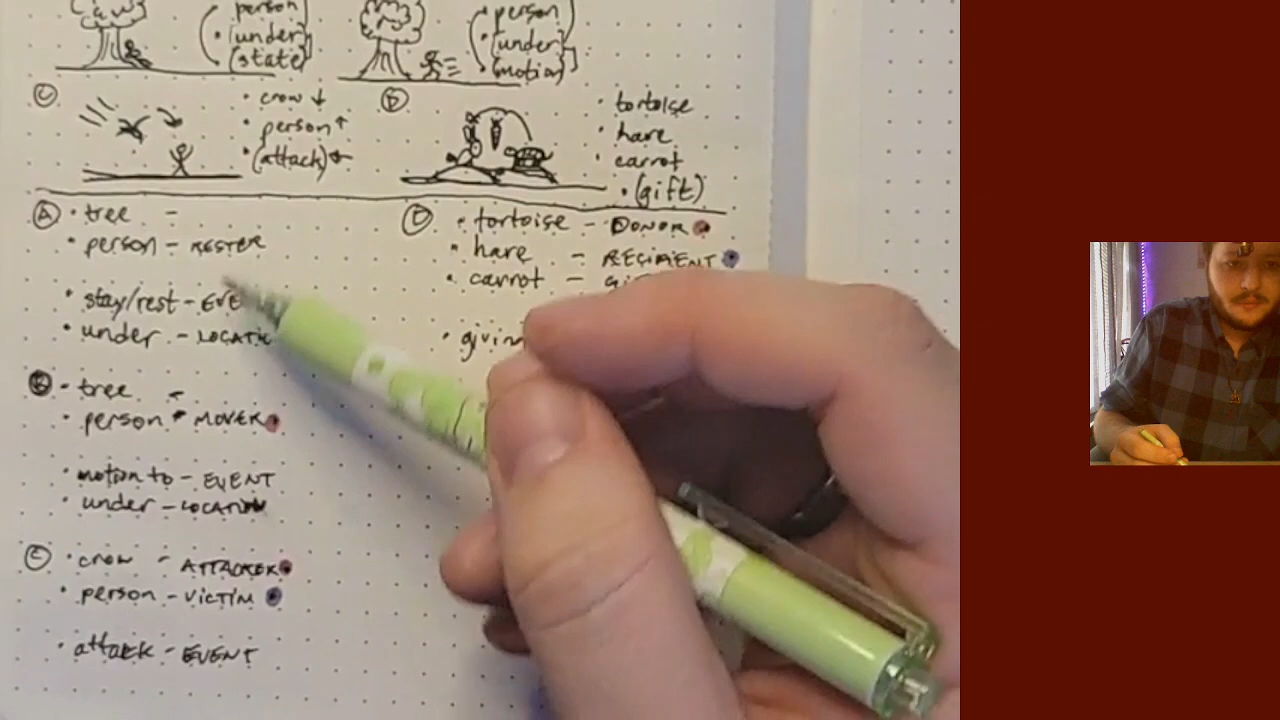 person
• (under)
(state)
• person
• (under)
• (motion)
C
• crow ↓
• person ↑
• (attack) ←
D
• tortoise
• hare
• carrot
• (gift)
A • tree –
• person – RESTER
• stay/rest – EVE
• under – LOCATI
B - tree –
• person – MOVER
• motion to – EVENT
• under – LOCATION
C • crow – ATTACKER
• person – VICTIM
• attack – EVENT
D • tortoise – DONOR
• hare – RECIPIENT
• carrot – GI
• givin